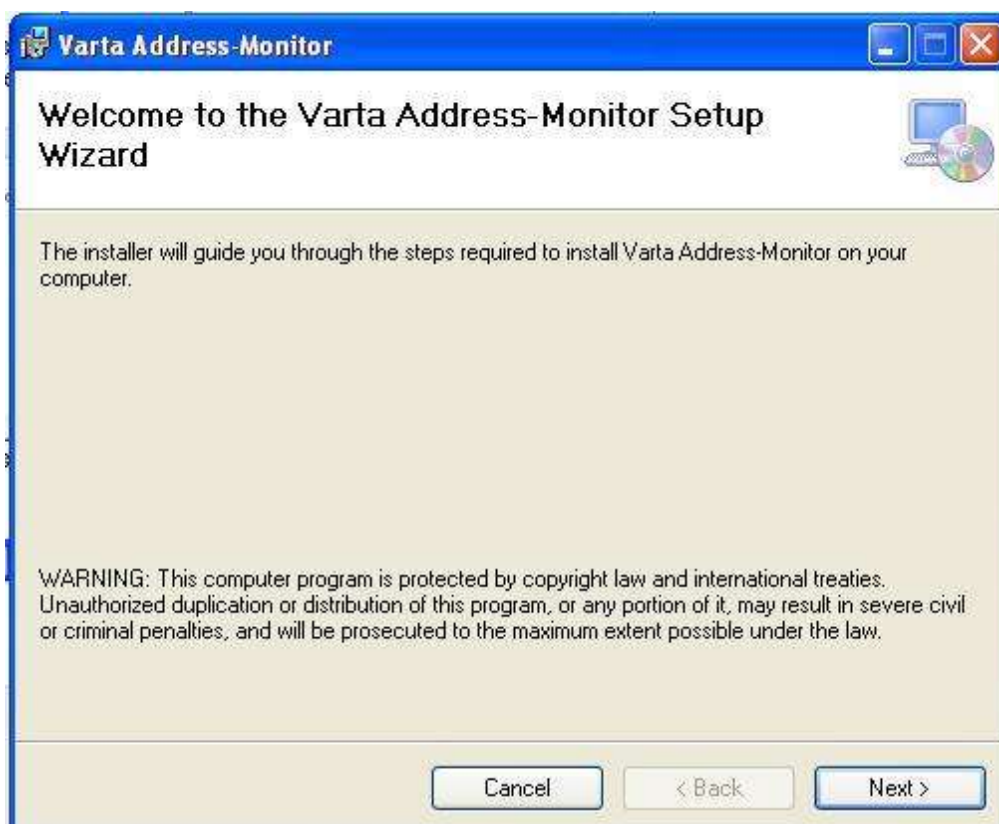 Varta Address-Monitor
Welcome to the Varta Address-Monitor Setup
Wizard
The installer will guide you through the steps required to install Varta Address-Monitor on your
computer.
WARNING: This computer program is protected by copyright law and international treaties.
Unauthorized duplication or distribution of this program, or any portion of it, may result in severe civil
or criminal penalties, and will be prosecuted to the maximum extent possible under the law.
Cancel
< Back
Next >